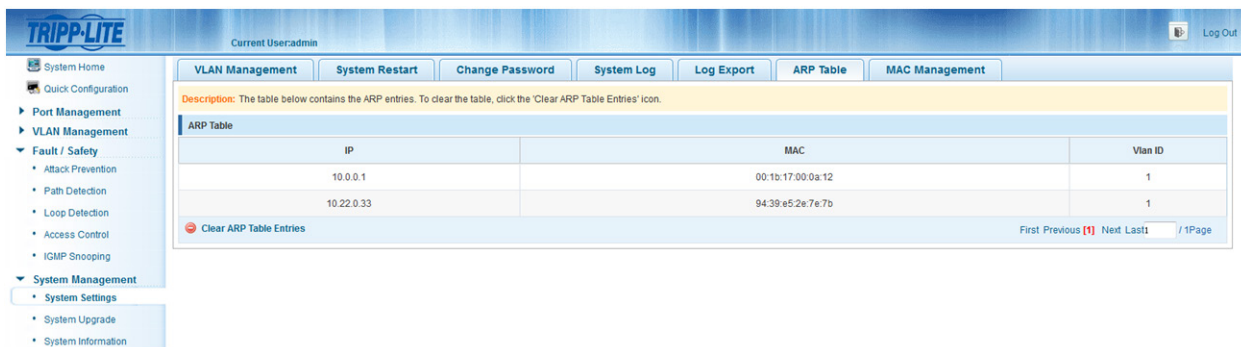 TRIPP·LITE
Current User:admin
Log Out
System Home
Quick Configuration
Port Management
VLAN Management
Fault / Safety
Attack Prevention
Path Detection
Loop Detection
Access Control
IGMP Snooping
System Management
System Settings
System Upgrade
System Information
VLAN Management System Restart Change Password System Log Log Export ARP Table MAC Management
Description: The table below contains the ARP entries. To clear the table, click the 'Clear ARP Table Entries' icon.
ARP Table
IP MAC Vlan ID
10.0.0.1 00:1b:17:00:0a:12 1
10.22.0.33 94:39:e5:2e:7e:7b 1
Clear ARP Table Entries First Previous [1] Next Last 1 / 1Page